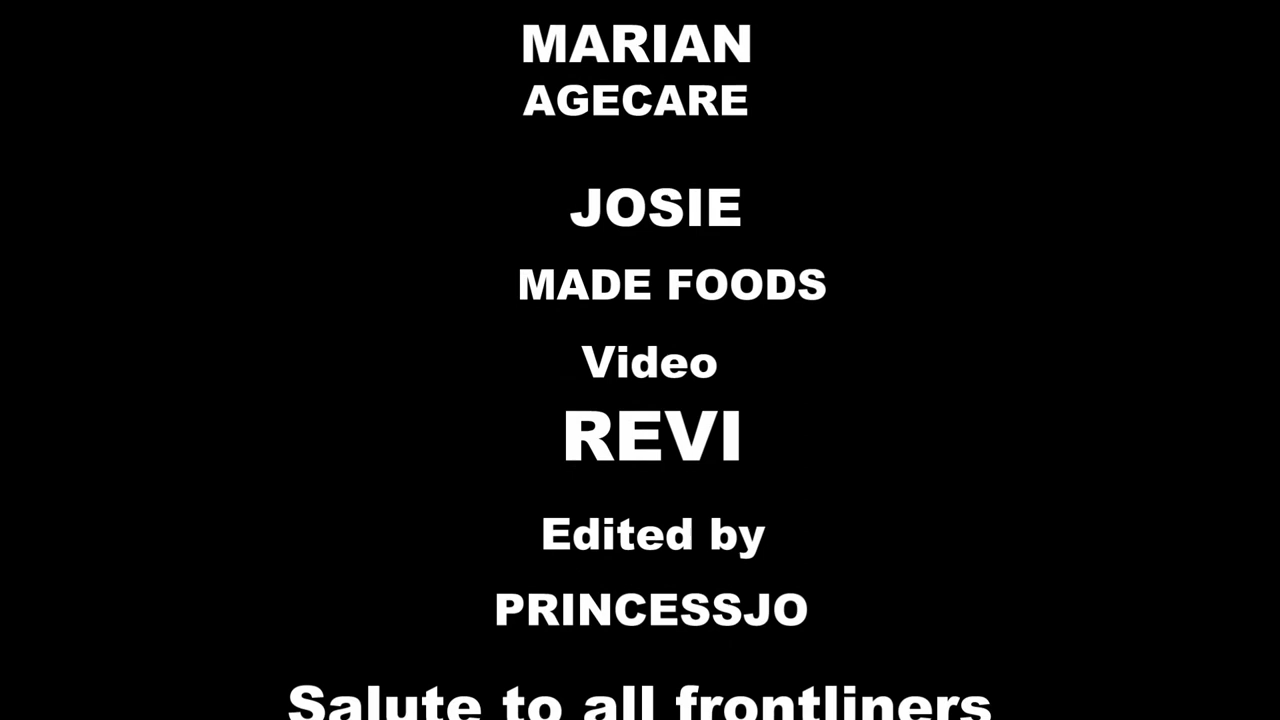 MARIAN
AGECARE
JOSIE
MADE FOODS
Video
REVI
Edited by
PRINCESSJO
Salute to all frontliners